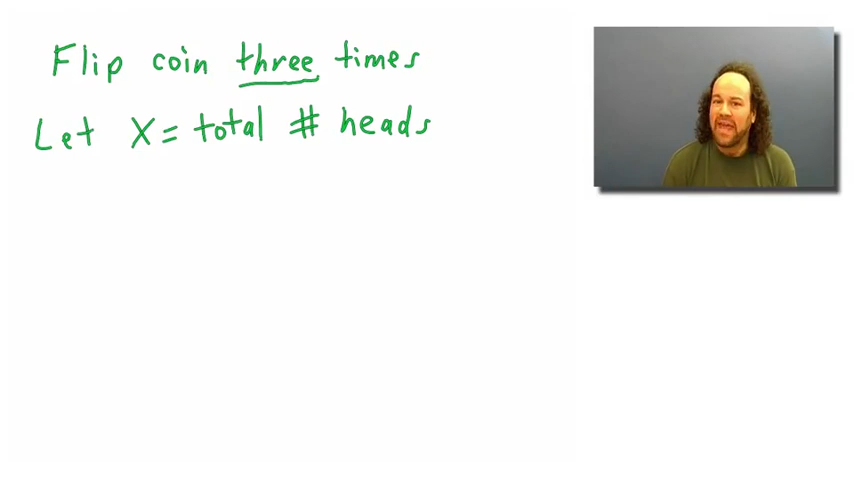 Flip coin three times
Let X = total # heads